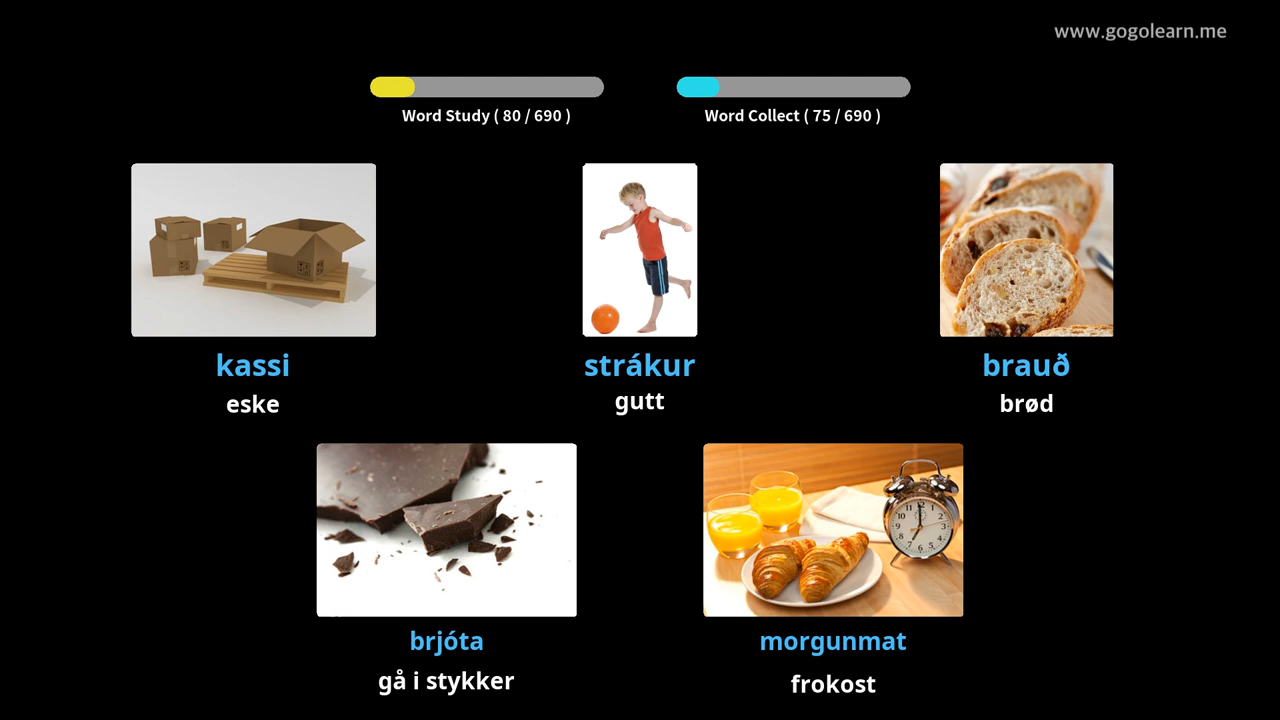 www.gogolearn.me
Word Study ( 80 / 690 )
Word Collect ( 75 / 690 )
kassi
eske
strákur
gutt
brauð
brød
brjóta
gå i stykker
morgunmat
frokost